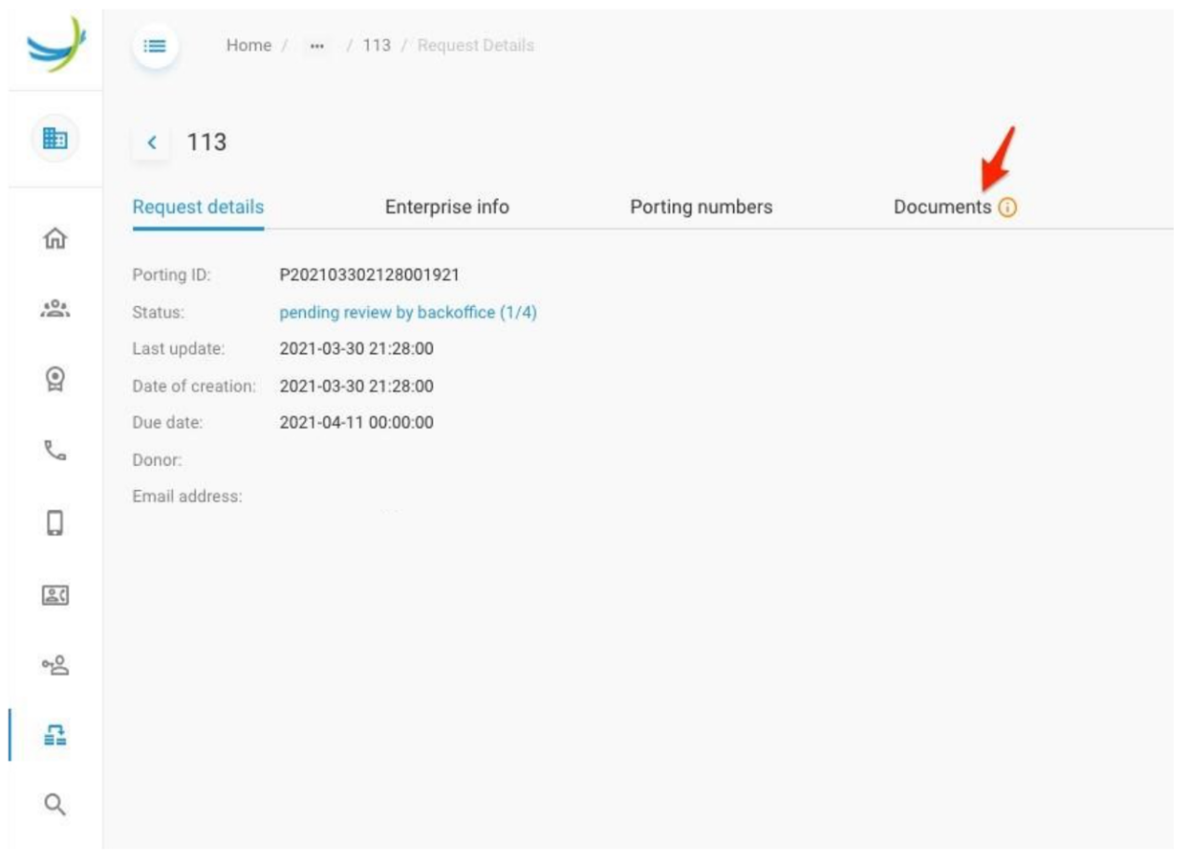 Home / ... / 113 / Request Details
113
Request details Enterprise info Porting numbers Documents
Porting ID: P202103302128001921
Status: pending review by backoffice (1/4)
Last update: 2021-03-30 21:28:00
Date of creation: 2021-03-30 21:28:00
Due date: 2021-04-11 00:00:00
Donor:
Email address: